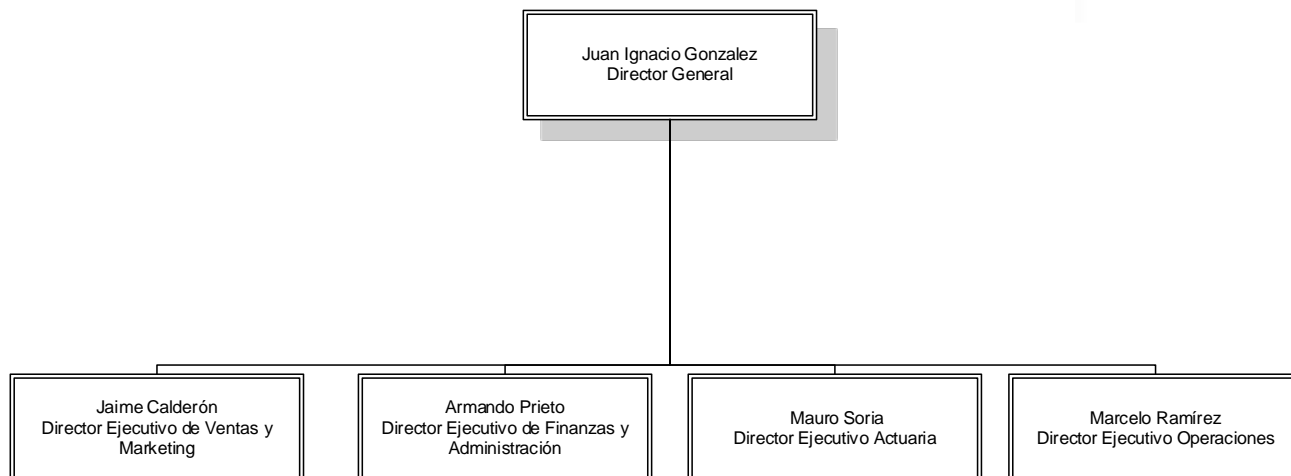 Juan Ignacio Gonzalez
Director General
Jaime Calderón
Director Ejecutivo de Ventas y
Marketing
Armando Prieto
Director Ejecutivo de Finanzas y
Administración
Mauro Soria
Director Ejecutivo Actuaria
Marcelo Ramírez
Director Ejecutivo Operaciones